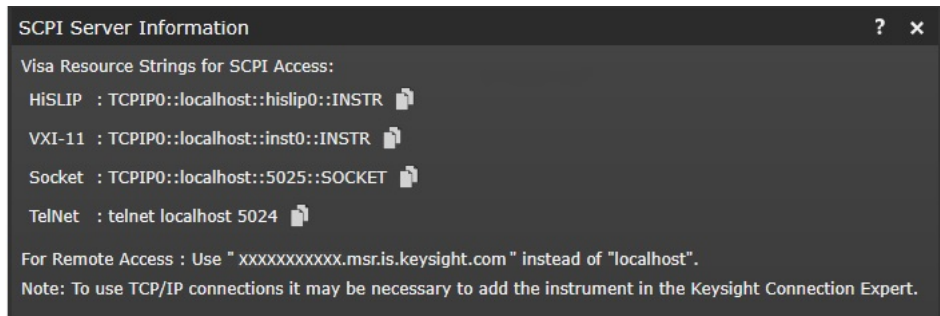 SCPI Server Information ? ×
Visa Resource Strings for SCPI Access:
HiSLIP : TCPIP0::localhost::hislip0::INSTR
VXI-11 : TCPIP0::localhost::inst0::INSTR
Socket : TCPIP0::localhost::5025::SOCKET
TelNet : telnet localhost 5024
For Remote Access : Use " xxxxxxxxxxx.msr.is.keysight.com " instead of "localhost".
Note: To use TCP/IP connections it may be necessary to add the instrument in the Keysight Connection Expert.